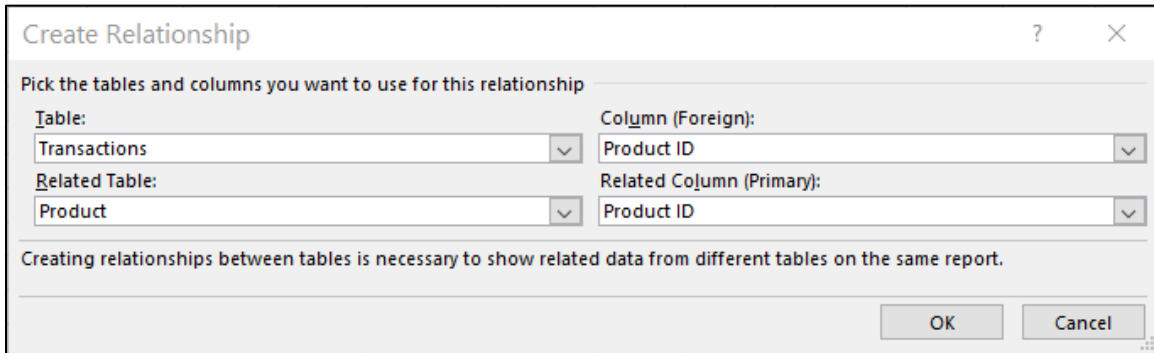 Create Relationship ? ×
Pick the tables and columns you want to use for this relationship
Table: Column (Foreign):
Transactions Product ID
Related Table: Related Column (Primary):
Product Product ID
Creating relationships between tables is necessary to show related data from different tables on the same report.
OK Cancel